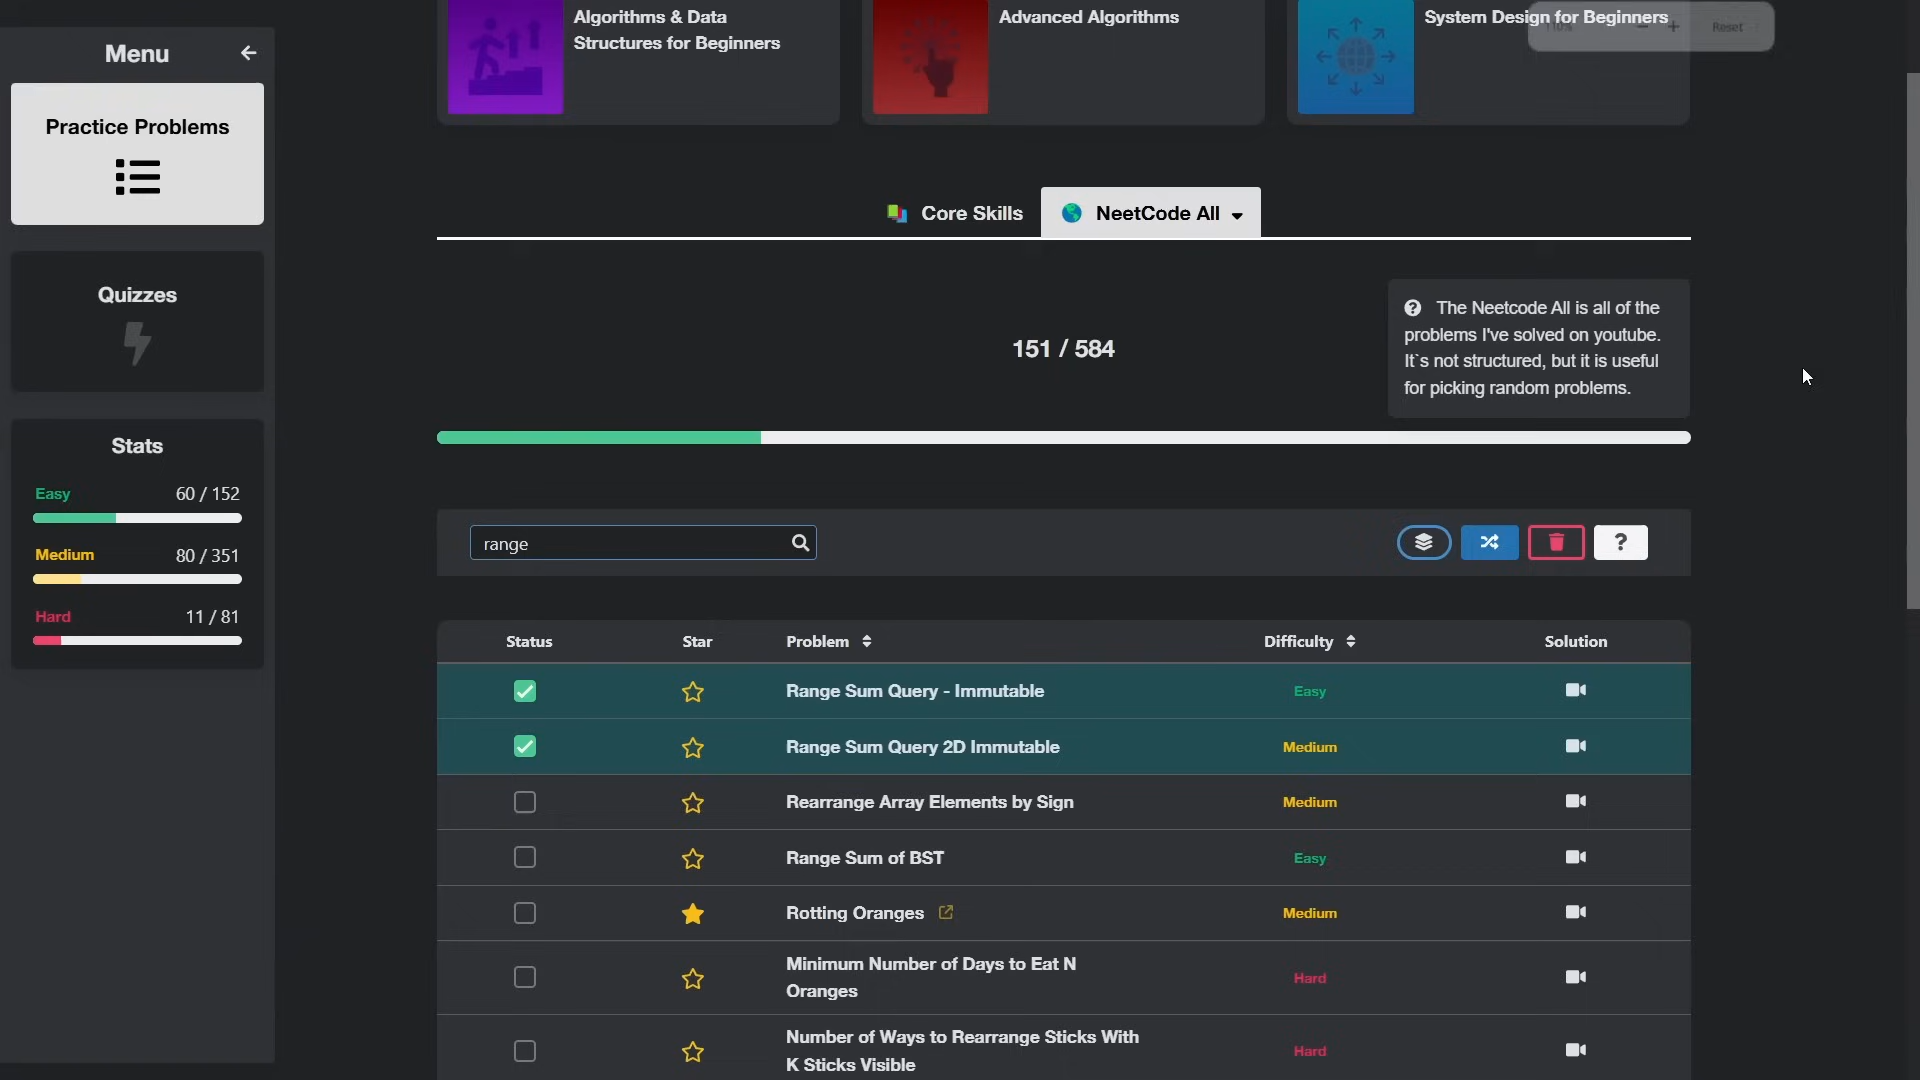 Algorithms & Data
Structures for Beginners
Advanced Algorithms
System Design for Beginners
110%
Reset
Menu
Practice Problems
Quizzes
Stats
Easy 60 / 152
Medium 80 / 351
Hard 11 / 81
Core Skills
NeetCode All
151 / 584
The Neetcode All is all of the
problems I've solved on youtube.
It`s not structured, but it is useful
for picking random problems.
range
?
Status Star Problem Difficulty Solution
Range Sum Query - Immutable Easy
Range Sum Query 2D Immutable Medium
Rearrange Array Elements by Sign Medium
Range Sum of BST Easy
Rotting Oranges Medium
Minimum Number of Days to Eat N
Oranges
Hard
Number of Ways to Rearrange Sticks With
K Sticks Visible
Hard